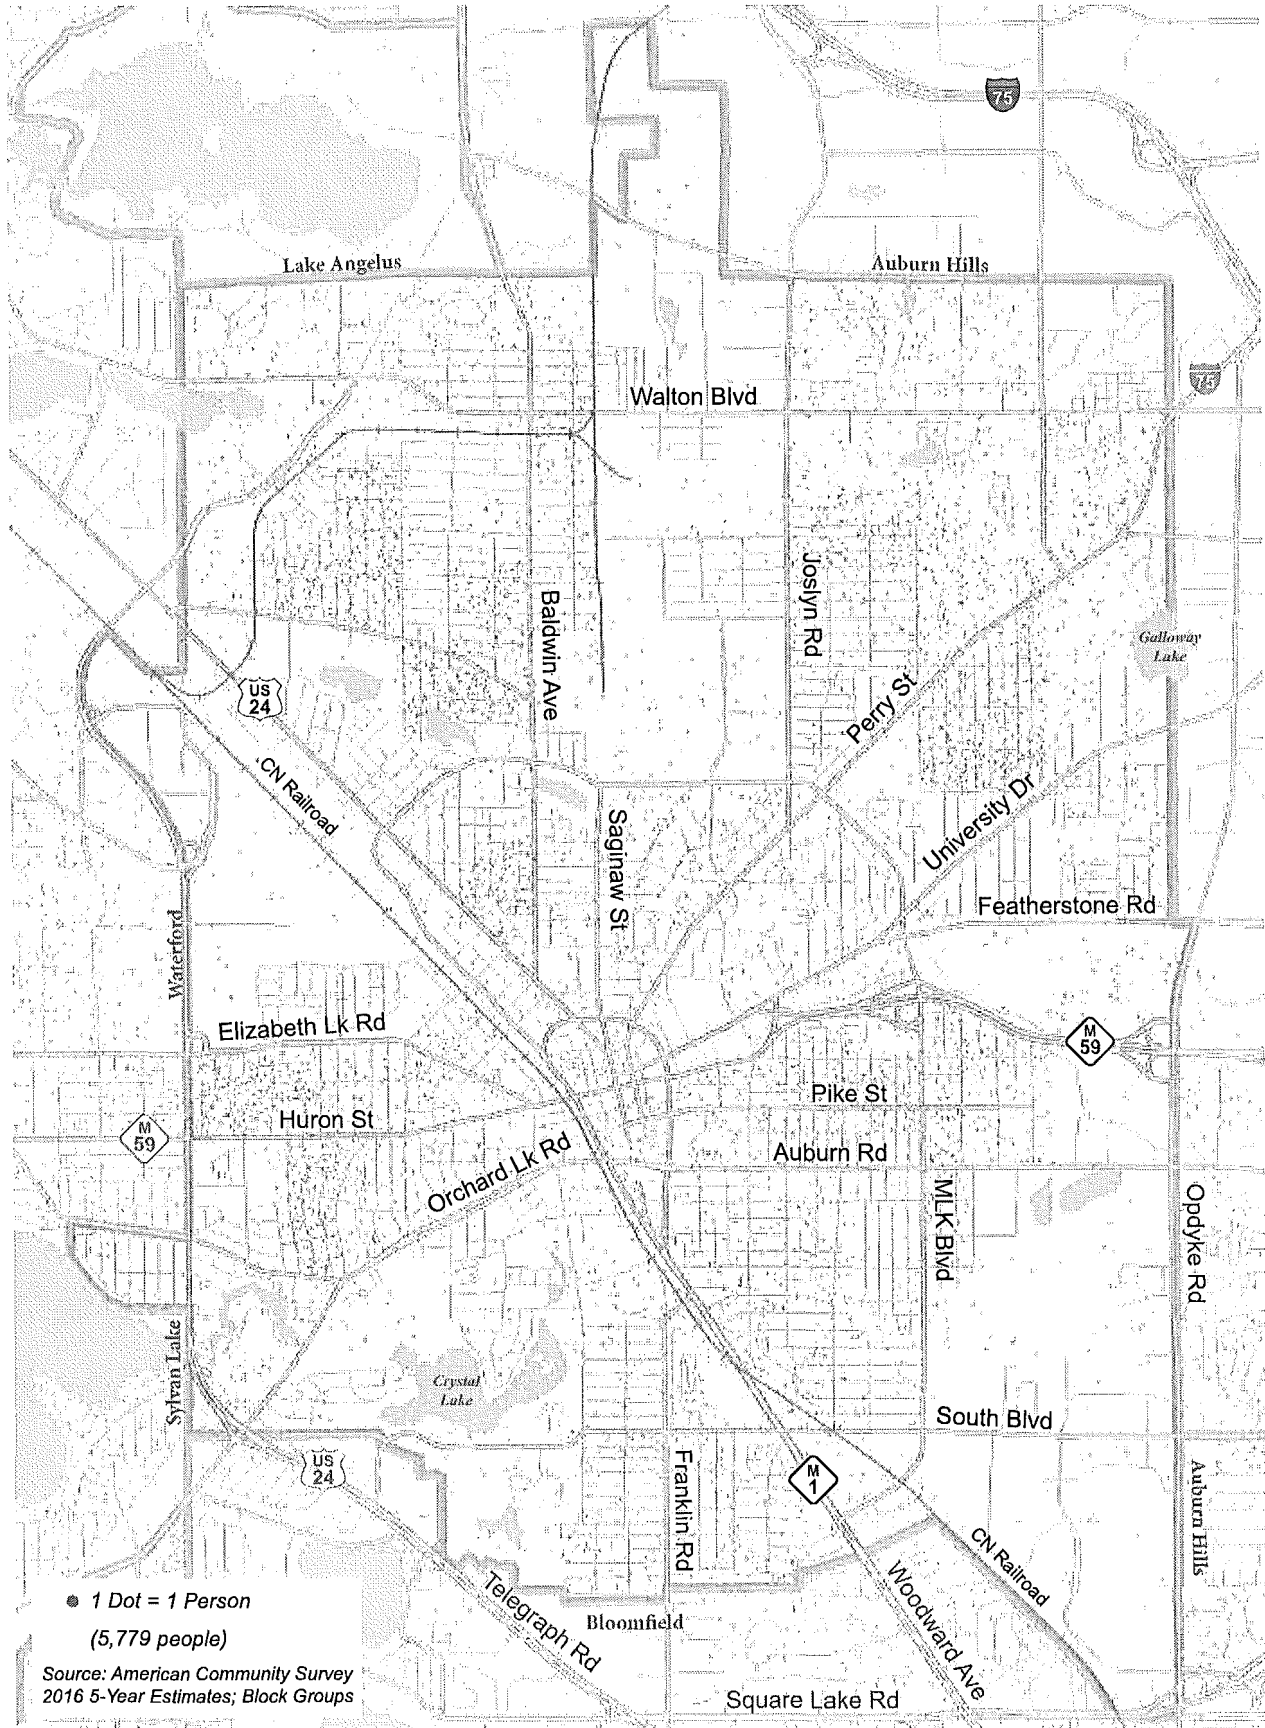 75
Lake Angelus
Auburn Hills
75
Walton Blvd
Joslyn Rd
Baldwin Ave
Galloway
Lake
US
24
Perry St
CN Railroad
University Dr
Saginaw St
Featherstone Rd
Waterford
Elizabeth Lk Rd
M
59
Pike St
Huron St
M
59
Auburn Rd
Orchard Lk Rd
MLK Blvd
Opdyke Rd
Sylvan Lake
Crystal
Lake
South Blvd
US
24
Franklin Rd
M
1
Auburn Hills
CN Railroad
Woodward Ave
Telegraph Rd
Bloomfield
1 Dot = 1 Person
(5,779 people)
Source: American Community Survey
2016 5-Year Estimates; Block Groups
Square Lake Rd